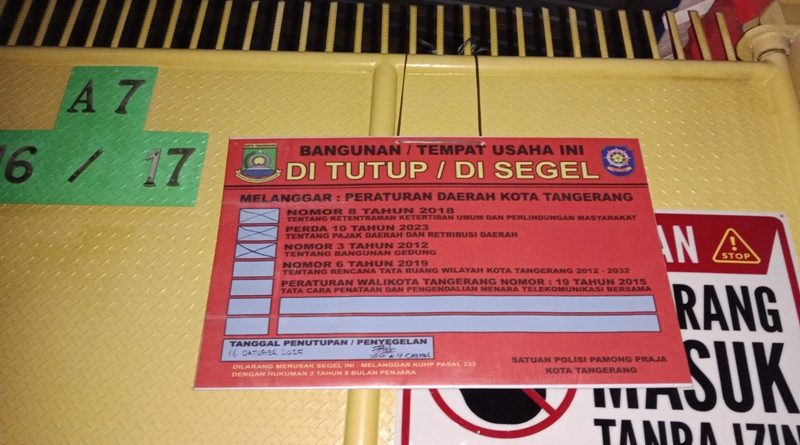 A 7
16 / 17
BANGUNAN / TEMPAT USAHA INI
DI TUTUP / DI SEGEL
MELANGGAR : PERATURAN DAERAH KOTA TANGERANG
NOMOR 8 TAHUN 2018
TENTANG KETENTRAMAN KETERTIBAN UMUM DAN PERLINDUNGAN MASYARAKAT
PERDA 10 TAHUN 2023
TENTANG PAJAK DAERAH DAN RETRIBUSI DAERAH
NOMOR 3 TAHUN 2012
TENTANG BANGUNAN GEDUNG
NOMOR 6 TAHUN 2019
TENTANG RENCANA TATA RUANG WILAYAH KOTA TANGERANG 2012 - 2032
PERATURAN WALIKOTA TANGERANG NOMOR : 19 TAHUN 2015
TATA CARA PENATAAN DAN PENGENDALIAN MENARA TELEKOMUNIKASI BERSAMA
TANGGAL PENUTUPAN / PENYEGELAN
16 OKTOBER 2025
DILARANG MERUSAK SEGEL INI : MELANGGAR KUHP PASAL 232
DENGAN HUKUMAN 2 TAHUN 8 BULAN PENJARA
SATUAN POLISI PAMONG PRAJA
KOTA TANGERANG
AN
STOP
RANG
MASUK
TANPA IZIN